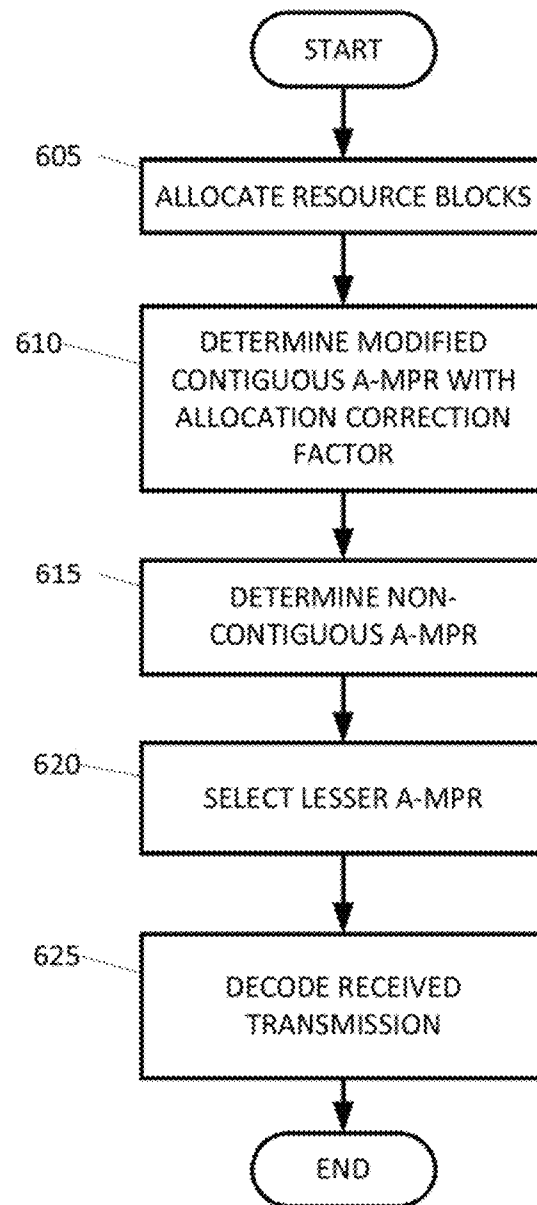 START
605
ALLOCATE RESOURCE BLOCKS
610
DETERMINE MODIFIED
CONTIGUOUS A-MPR WITH
ALLOCATION CORRECTION
FACTOR
615
DETERMINE NON-
CONTIGUOUS A-MPR
620
SELECT LESSER A-MPR
625
DECODE RECEIVED
TRANSMISSION
END